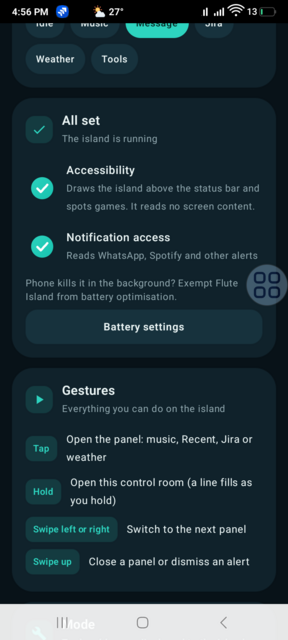 4:56 PM 27° 13
Idle Music Message Jira
Weather Tools
All set
The island is running
Accessibility
Draws the island above the status bar and
spots games. It reads no screen content.
Notification access
Reads WhatsApp, Spotify and other alerts
Phone kills it in the background? Exempt Flute
Island from battery optimisation.
Battery settings
Gestures
Everything you can do on the island
Tap Open the panel: music, Recent, Jira or
weather
Hold Open this control room (a line fills as
you hold)
Swipe left or right Switch to the next panel
Swipe up Close a panel or dismiss an alert
Mode